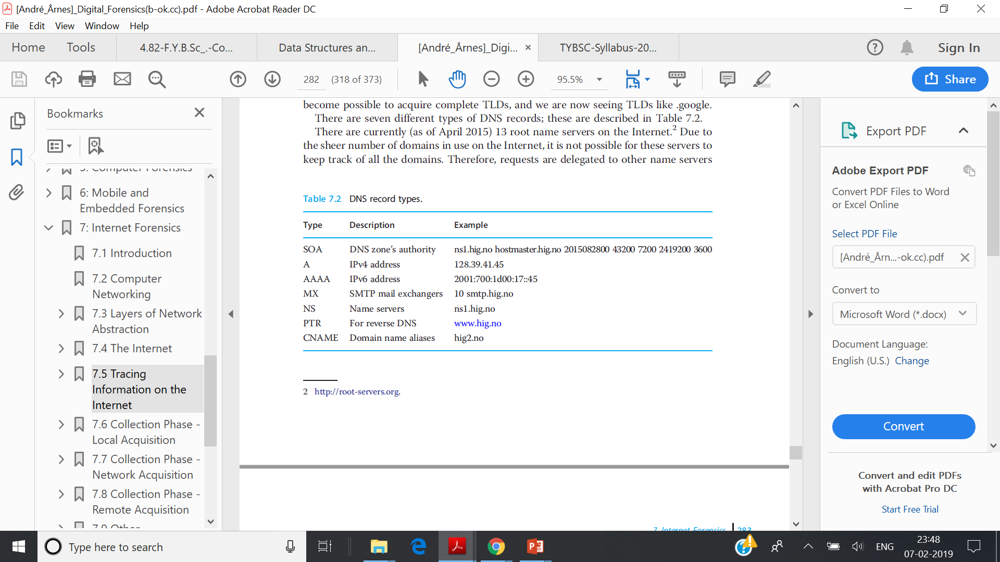 [André_Årnes]_Digital_Forensics(b-ok.cc).pdf - Adobe Acrobat Reader DC
File Edit View Window Help
Home Tools 4.82-F.Y.B.Sc_.-Co... Data Structures an... [André_Årnes]_Digi... TYBSC-Syllabus-20... Sign In
282 (318 of 373) 95.5% Share
Bookmarks
5: Computer Forensics
6: Mobile and
Embedded Forensics
7: Internet Forensics
7.1 Introduction
7.2 Computer
Networking
7.3 Layers of Network
Abstraction
7.4 The Internet
7.5 Tracing
Information on the
Internet
7.6 Collection Phase -
Local Acquisition
7.7 Collection Phase -
Network Acquisition
7.8 Collection Phase -
Remote Acquisition
7.9 Other
become possible to acquire complete TLDs, and we are now seeing TLDs like .google.
There are seven different types of DNS records; these are described in Table 7.2.
There are currently (as of April 2015) 13 root name servers on the Internet.2 Due to
the sheer number of domains in use on the Internet, it is not possible for these servers to
keep track of all the domains. Therefore, requests are delegated to other name servers
Table 7.2 DNS record types.
Type Description Example
SOA DNS zone's authority ns1.hig.no hostmaster.hig.no 2015082800 43200 7200 2419200 3600
A IPv4 address 128.39.41.45
AAAA IPv6 address 2001:700:1d00:17::45
MX SMTP mail exchangers 10 smtp.hig.no
NS Name servers ns1.hig.no
PTR For reverse DNS www.hig.no
CNAME Domain name aliases hig2.no
2 http://root-servers.org.
7 Internet Forensics 283
Export PDF
Adobe Export PDF
Convert PDF Files to Word
or Excel Online
Select PDF File
[André_Årn...-ok.cc).pdf
Convert to
Microsoft Word (*.docx)
Document Language:
English (U.S.) Change
Convert
Convert and edit PDFs
with Acrobat Pro DC
Start Free Trial
Type here to search
ENG
23:48
07-02-2019